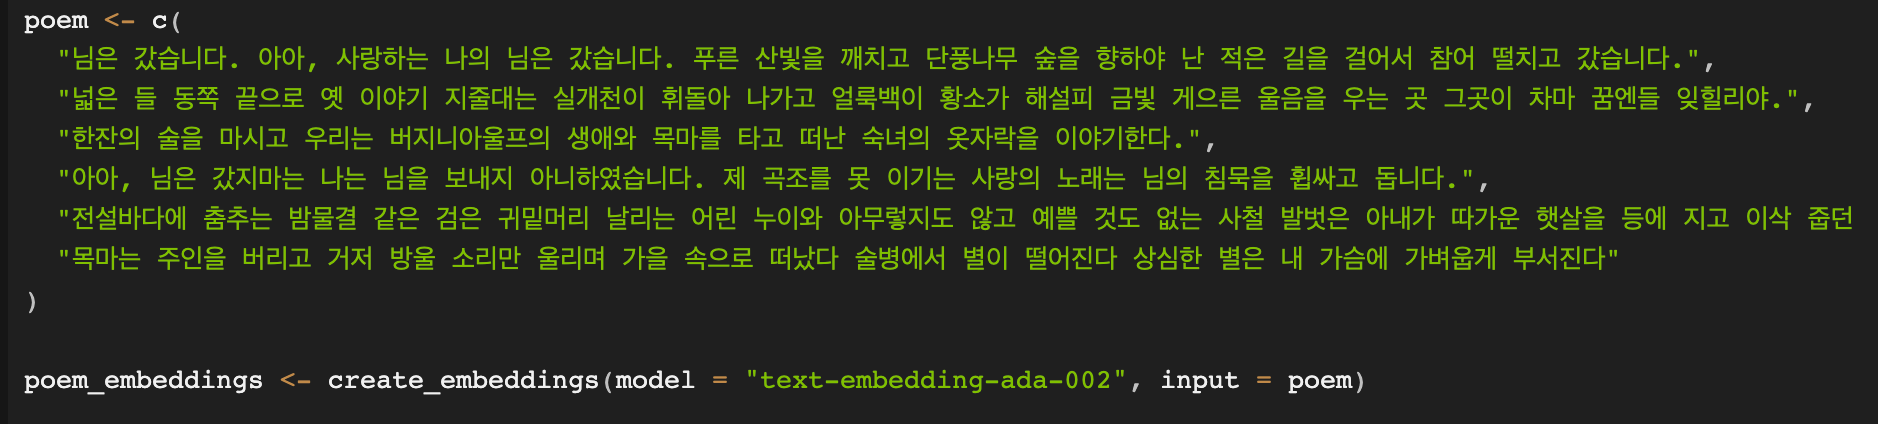 poem <- c(
"님은 갔습니다. 아아, 사랑하는 나의 님은 갔습니다. 푸른 산빛을 깨치고 단풍나무 숲을 향하야 난 적은 길을 걸어서 참어 떨치고 갔습니다.",
"넓은 들 동쪽 끝으로 옛 이야기 지줄대는 실개천이 휘돌아 나가고 얼룩백이 황소가 해설피 금빛 게으른 울음을 우는 곳 그곳이 차마 꿈엔들 잊힐리야.",
"한잔의 술을 마시고 우리는 버지니아울프의 생애와 목마를 타고 떠난 숙녀의 옷자락을 이야기한다.",
"아아, 님은 갔지마는 나는 님을 보내지 아니하였습니다. 제 곡조를 못 이기는 사랑의 노래는 님의 침묵을 휩싸고 돕니다.",
"전설바다에 춤추는 밤물결 같은 검은 귀밑머리 날리는 어린 누이와 아무렇지도 않고 예쁠 것도 없는 사철 발벗은 아내가 따가운 햇살을 등에 지고 이삭 줍던
"목마는 주인을 버리고 거저 방울 소리만 울리며 가을 속으로 떠났다 술병에서 별이 떨어진다 상심한 별은 내 가슴에 가벼웁게 부서진다"
)
poem_embeddings <- create_embeddings(model = "text-embedding-ada-002", input = poem)